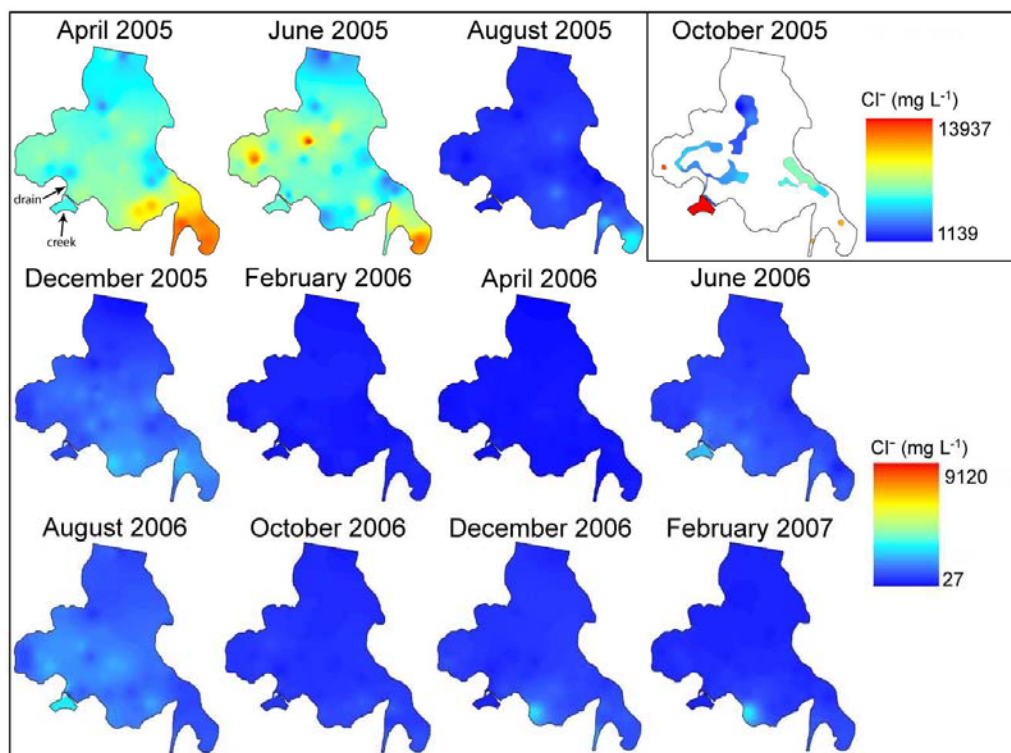 April 2005
June 2005
August 2005
October 2005
Cl⁻ (mg L⁻¹)
13937
1139
drain
creek
December 2005
February 2006
April 2006
June 2006
Cl⁻ (mg L⁻¹)
9120
27
August 2006
October 2006
December 2006
February 2007